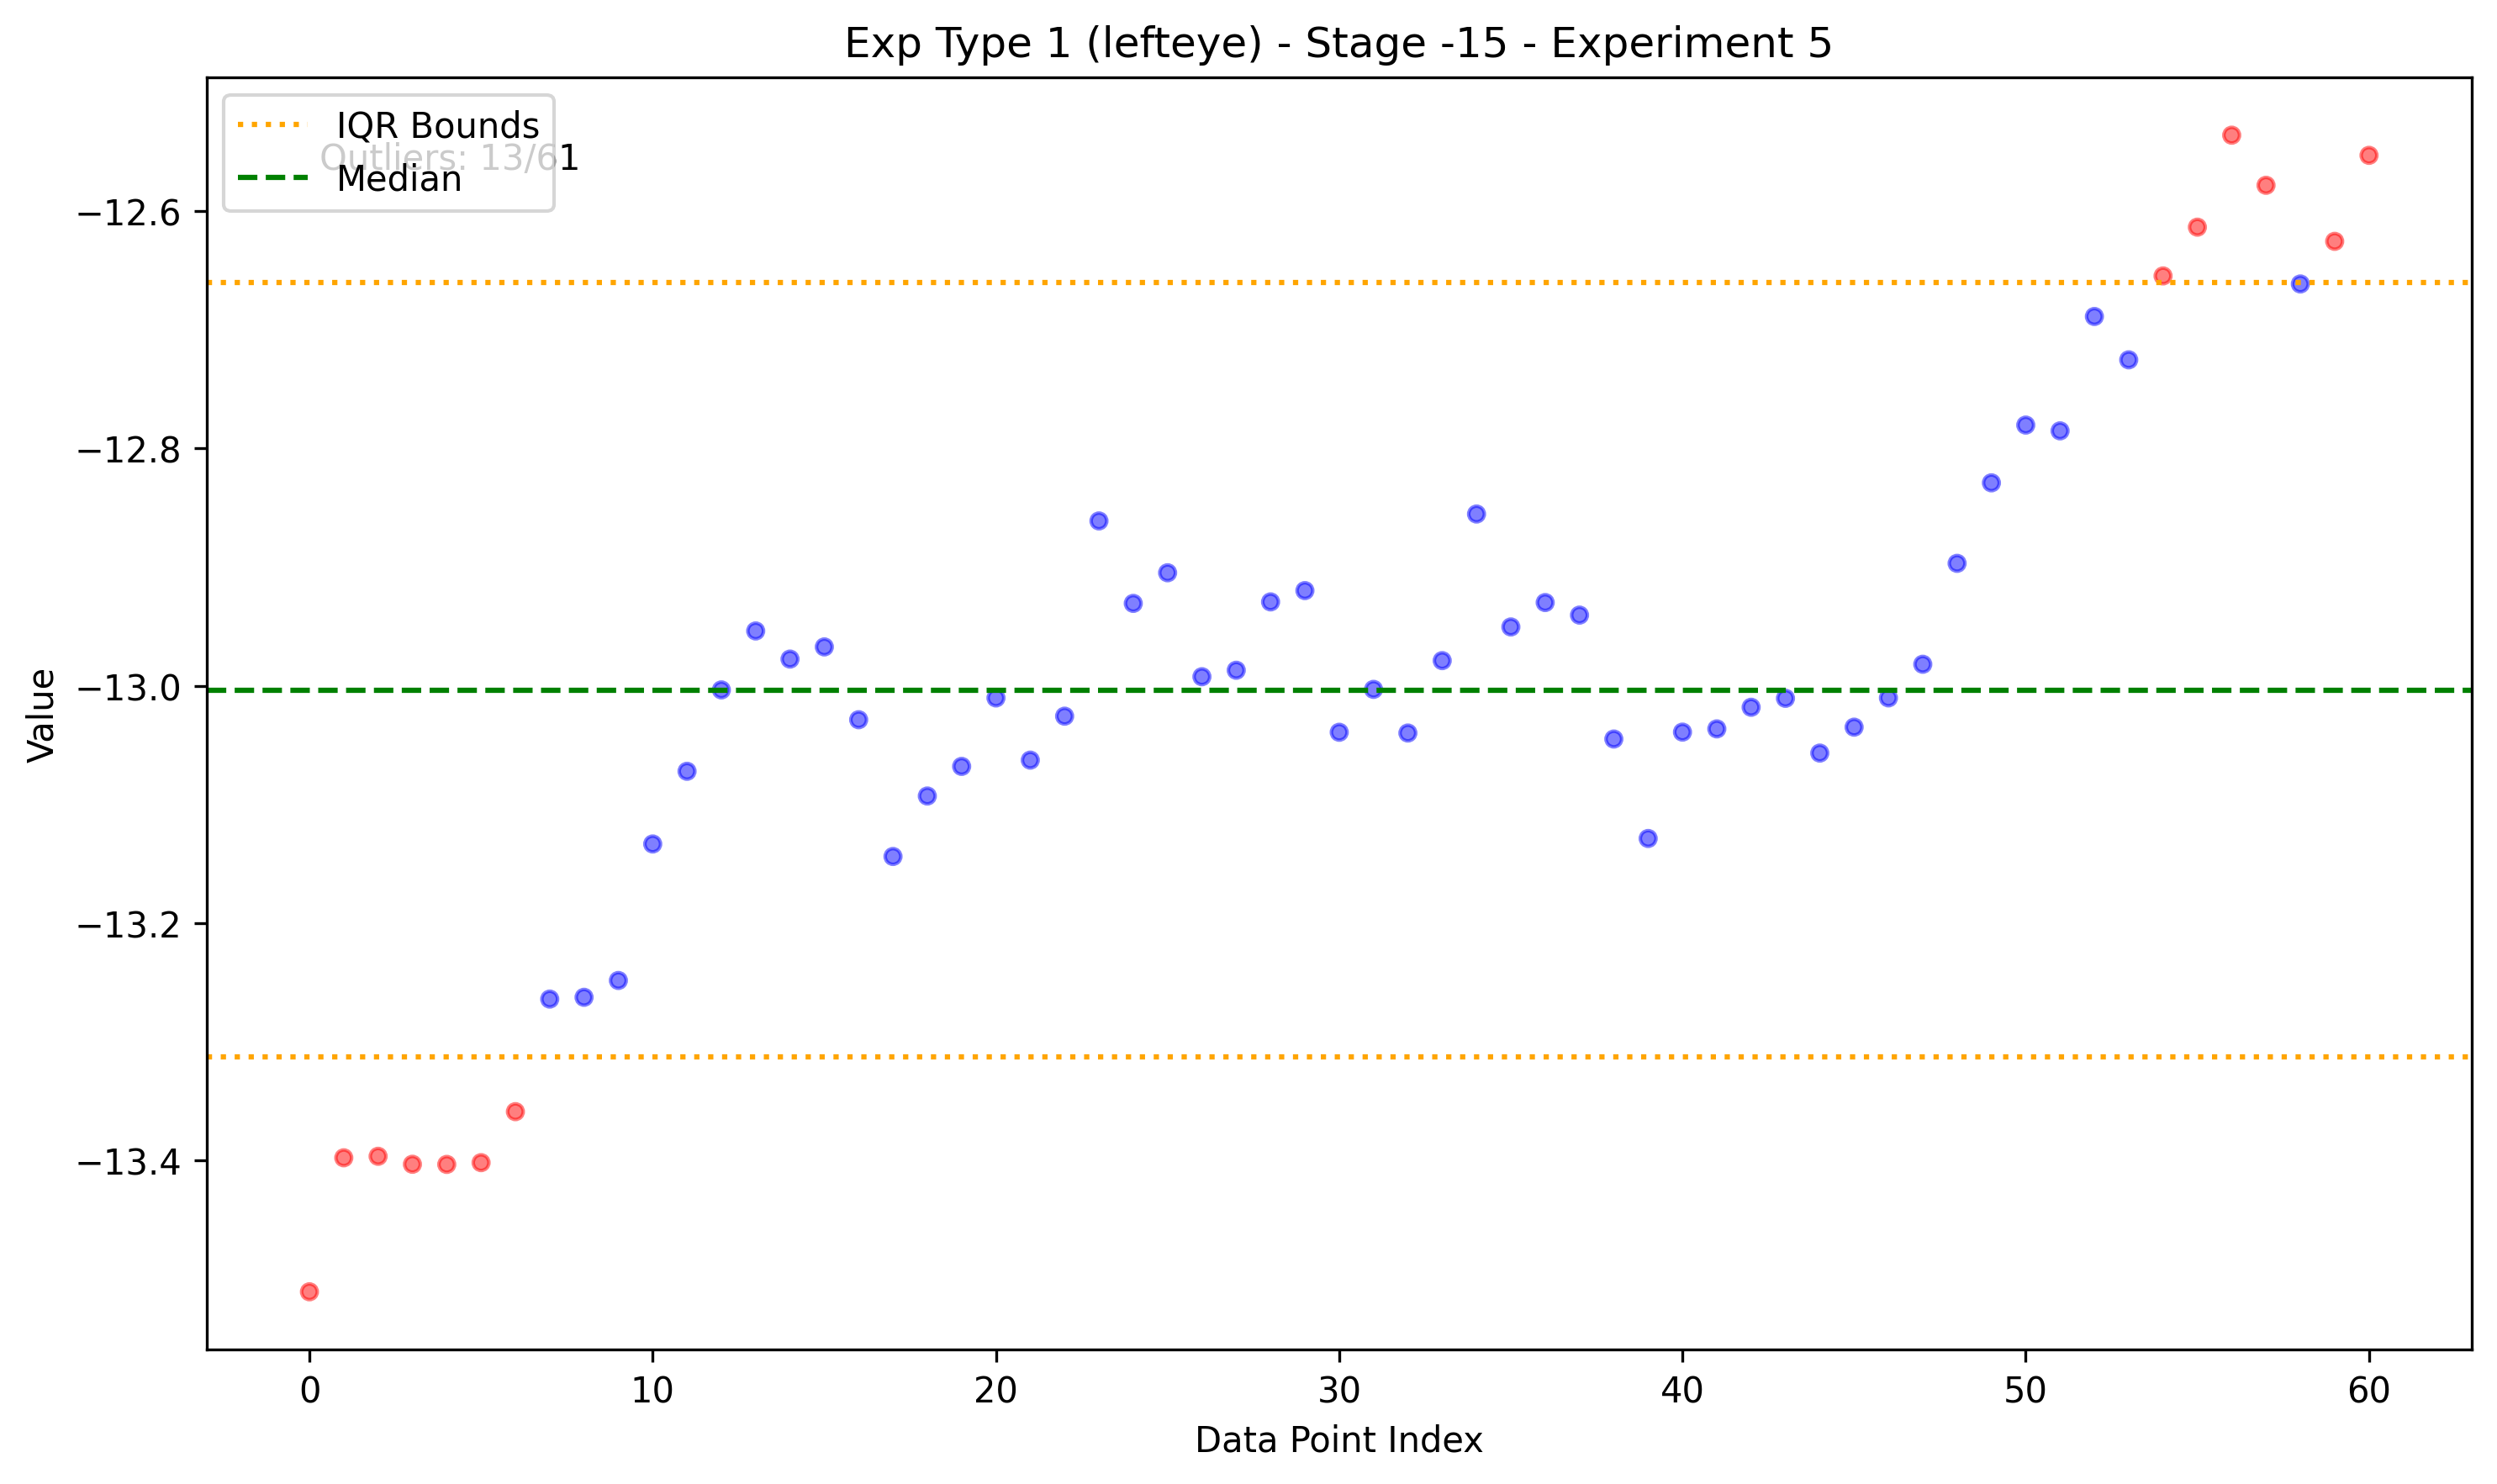 Exp Type 1 (lefteye) - Stage -15 - Experiment 5
IQR Bounds
Outliers: 13/61
Median
−12.6
−12.8
−13.0
−13.2
−13.4
Value
0 10 20 30 40 50 60
Data Point Index